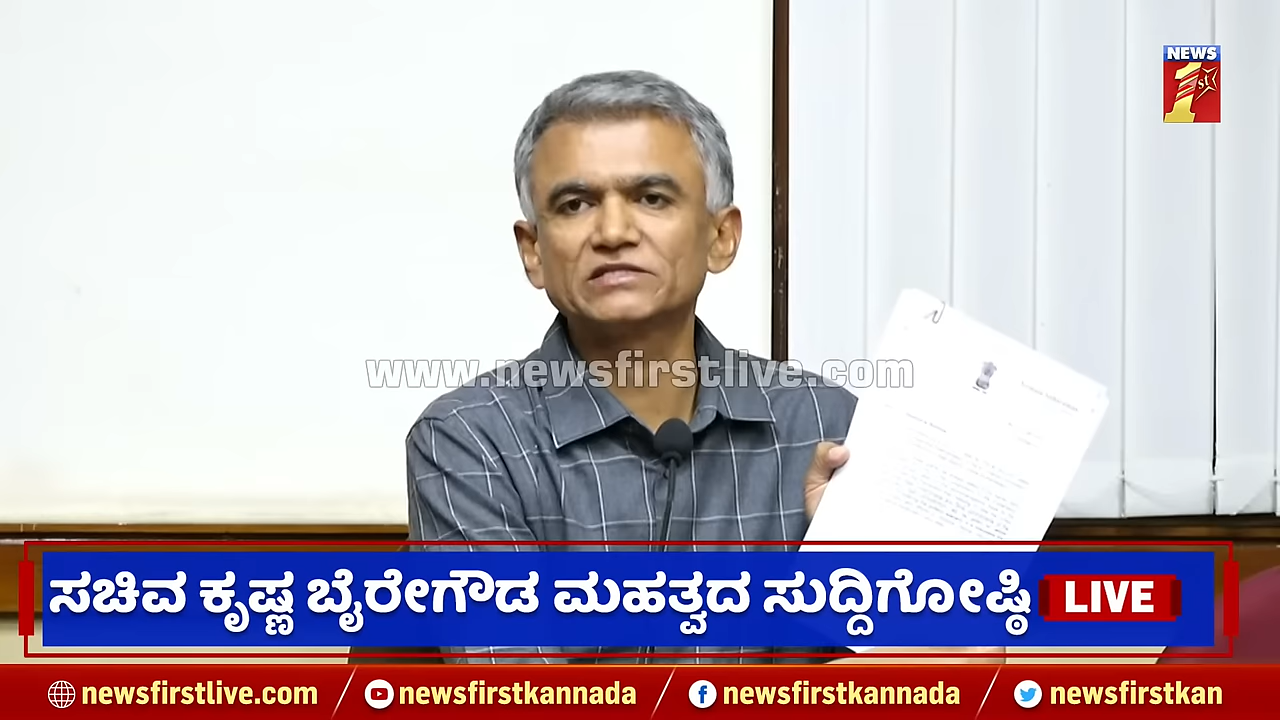 NEWS
1st
www.newsfirstlive.com
ಸಚಿವ ಕೃಷ್ಣ ಬೈರೇಗೌಡ ಮಹತ್ವದ ಸುದ್ದಿಗೋಷ್ಠಿ LIVE
newsfirstlive.com newsfirstkannada newsfirstkannada newsfirstkan